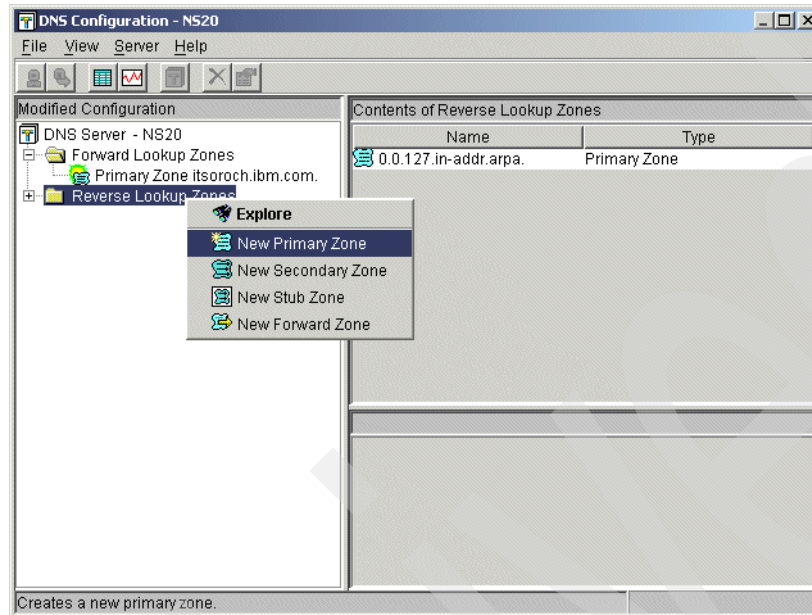 DNS Configuration - NS20
File View Server Help
Modified Configuration
DNS Server - NS20
Forward Lookup Zones
Primary Zone itsoroch.ibm.com.
Reverse Lookup Zones
Explore
New Primary Zone
New Secondary Zone
New Stub Zone
New Forward Zone
Contents of Reverse Lookup Zones
Name Type
0.0.127.in-addr.arpa. Primary Zone
Creates a new primary zone.